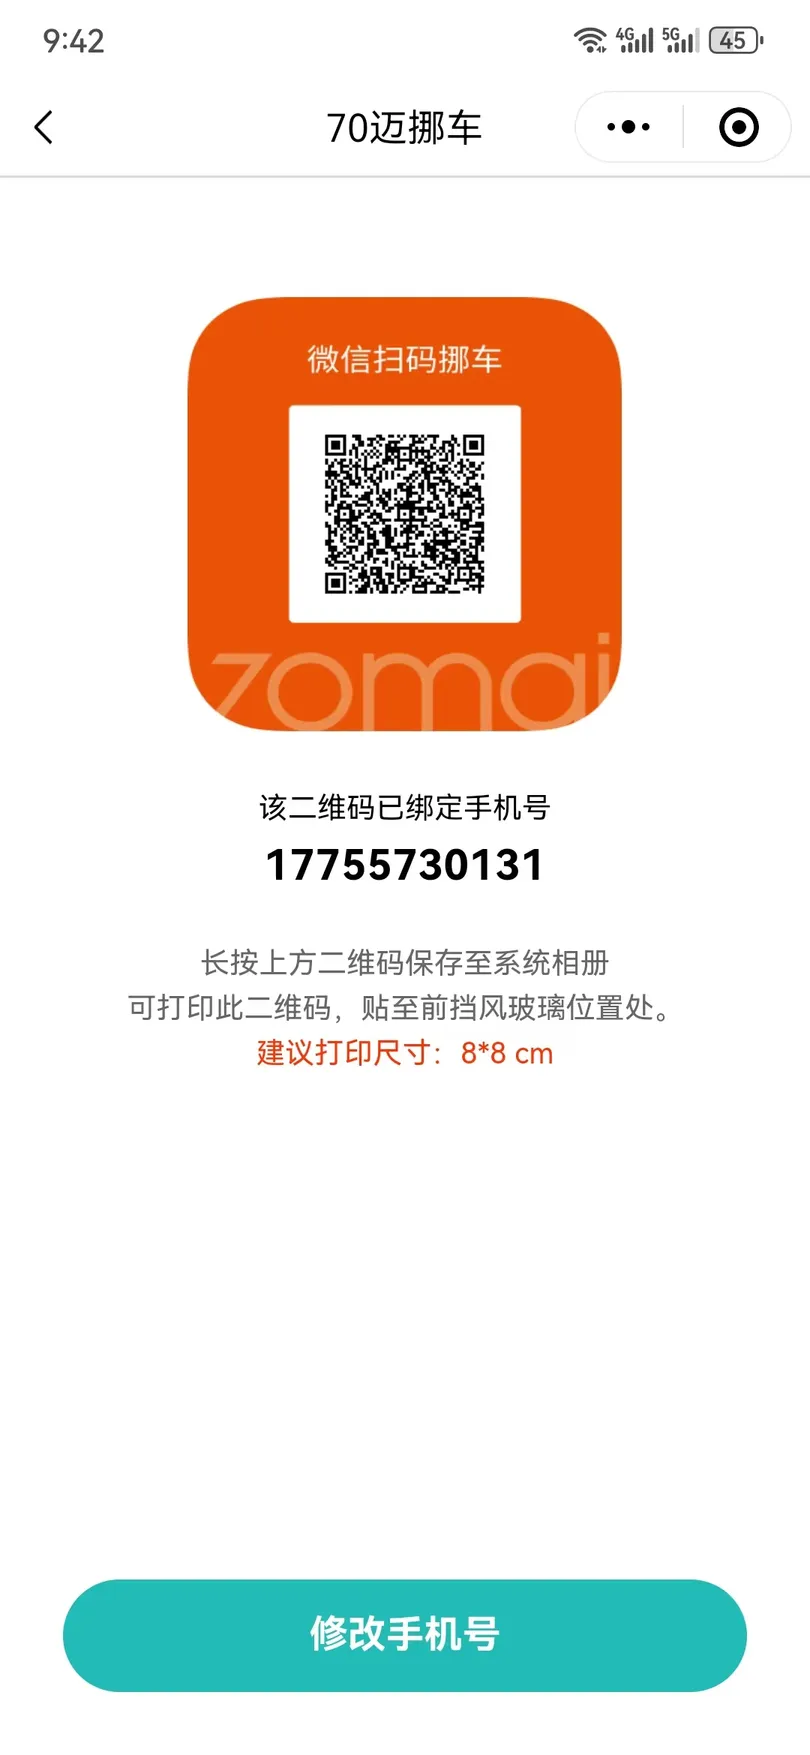 9:42
4G 5G 45
70迈挪车
微信扫码挪车
70mai
该二维码已绑定手机号
17755730131
长按上方二维码保存至系统相册
可打印此二维码，贴至前挡风玻璃位置处。
建议打印尺寸：8*8 cm
修改手机号